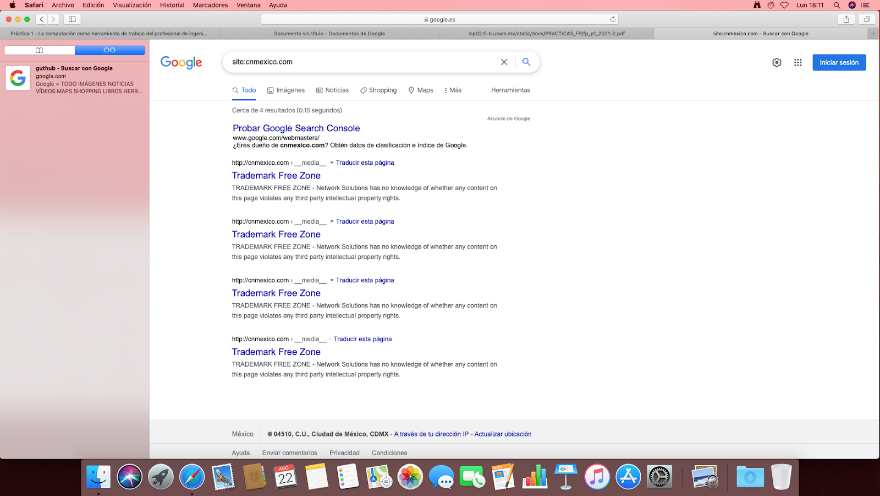 Safari Archivo Edición Visualización Historial Marcadores Ventana Ayuda Lun 18:11
google.es
Práctica 1 - La computación como herramienta de trabajo del profesional de ingeni... Documento sin título - Documentos de Google site:cnmexico.com - Buscar con Google
guthub - Buscar con Google
google.com
Google × TODO IMÁGENES NOTICIAS
VÍDEOS MAPS SHOPPING LIBROS HERR...
Google site:cnmexico.com Iniciar sesión
Todo Imágenes Noticias Shopping Maps Más Herramientas
Cerca de 4 resultados (0.15 segundos)
Anuncio de Google
Probar Google Search Console
www.google.com/webmasters/
¿Eres dueño de cnmexico.com? Obtén datos de clasificación e índice de Google.
http://cnmexico.com › __media__ Traducir esta página
Trademark Free Zone
TRADEMARK FREE ZONE - Network Solutions has no knowledge of whether any content on
this page violates any third party intellectual property rights.
http://cnmexico.com › __media__ Traducir esta página
Trademark Free Zone
TRADEMARK FREE ZONE - Network Solutions has no knowledge of whether any content on
this page violates any third party intellectual property rights.
http://cnmexico.com › __media__ Traducir esta página
Trademark Free Zone
TRADEMARK FREE ZONE - Network Solutions has no knowledge of whether any content on
this page violates any third party intellectual property rights.
http://cnmexico.com › __media__ · Traducir esta página
Trademark Free Zone
TRADEMARK FREE ZONE - Network Solutions has no knowledge of whether any content on
this page violates any third party intellectual property rights.
México 04510, C.U., Ciudad de México, CDMX - A través de tu dirección IP - Actualizar ubicación
Ayuda Enviar comentarios Privacidad Condiciones
22